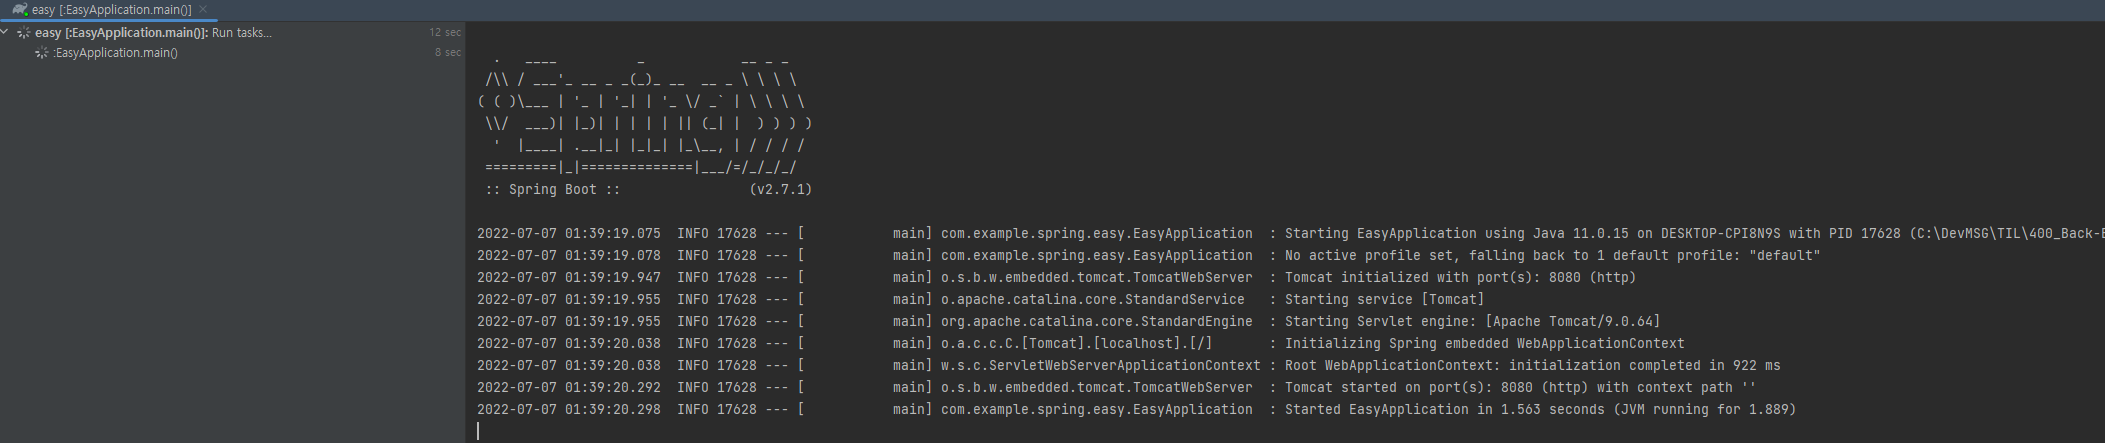 easy [:EasyApplication.main()]
easy [:EasyApplication.main()]: Run tasks... 12 sec
:EasyApplication.main() 8 sec
  .   ____          _            __ _ _
 /\\ / ___'_ __ _ _(_)_ __  __ _ \ \ \ \
( ( )\___ | '_ | '_| | '_ \/ _` | \ \ \ \
 \\/  ___)| |_)| | | | | || (_| |  ) ) ) )
  '  |____| .__|_| |_|_| |_\__, | / / / /
 =========|_|==============|___/=/_/_/_/
 :: Spring Boot ::                (v2.7.1)
2022-07-07 01:39:19.075  INFO 17628 --- [           main] com.example.spring.easy.EasyApplication  : Starting EasyApplication using Java 11.0.15 on DESKTOP-CPI8N9S with PID 17628 (C:\DevMSG\TIL\400_Back-E
2022-07-07 01:39:19.078  INFO 17628 --- [           main] com.example.spring.easy.EasyApplication  : No active profile set, falling back to 1 default profile: "default"
2022-07-07 01:39:19.947  INFO 17628 --- [           main] o.s.b.w.embedded.tomcat.TomcatWebServer  : Tomcat initialized with port(s): 8080 (http)
2022-07-07 01:39:19.955  INFO 17628 --- [           main] o.apache.catalina.core.StandardService   : Starting service [Tomcat]
2022-07-07 01:39:19.955  INFO 17628 --- [           main] org.apache.catalina.core.StandardEngine  : Starting Servlet engine: [Apache Tomcat/9.0.64]
2022-07-07 01:39:20.038  INFO 17628 --- [           main] o.a.c.c.C.[Tomcat].[localhost].[/]       : Initializing Spring embedded WebApplicationContext
2022-07-07 01:39:20.038  INFO 17628 --- [           main] w.s.c.ServletWebServerApplicationContext : Root WebApplicationContext: initialization completed in 922 ms
2022-07-07 01:39:20.292  INFO 17628 --- [           main] o.s.b.w.embedded.tomcat.TomcatWebServer  : Tomcat started on port(s): 8080 (http) with context path ''
2022-07-07 01:39:20.298  INFO 17628 --- [           main] com.example.spring.easy.EasyApplication  : Started EasyApplication in 1.563 seconds (JVM running for 1.889)